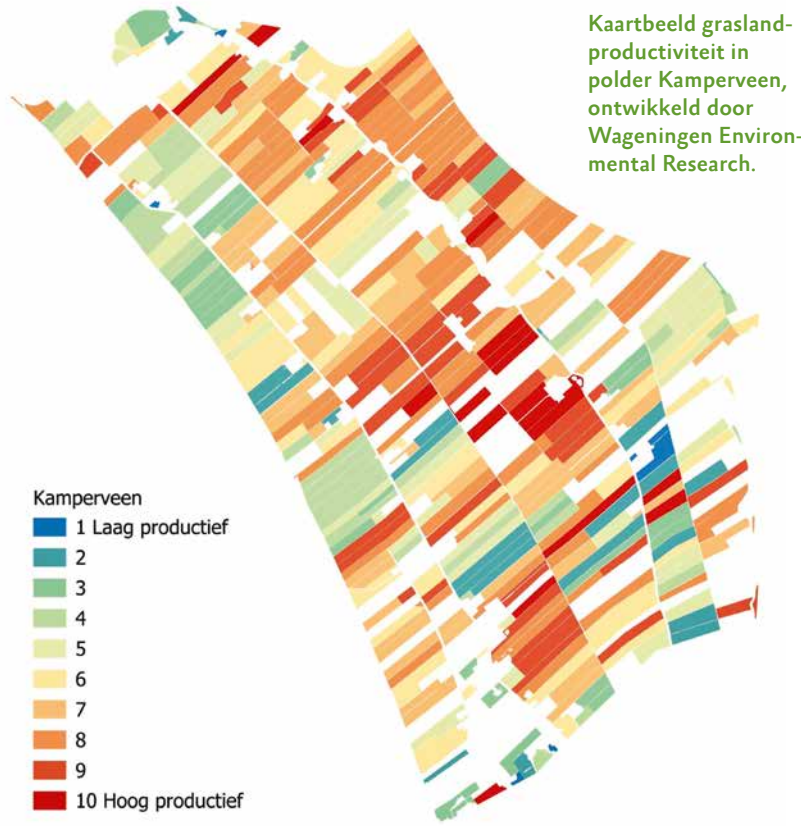 Kaartbeeld grasland-
productiviteit in
polder Kamperveen,
ontwikkeld door
Wageningen Environ-
mental Research.
Kamperveen
1 Laag productief
2
3
4
5
6
7
8
9
10 Hoog productief